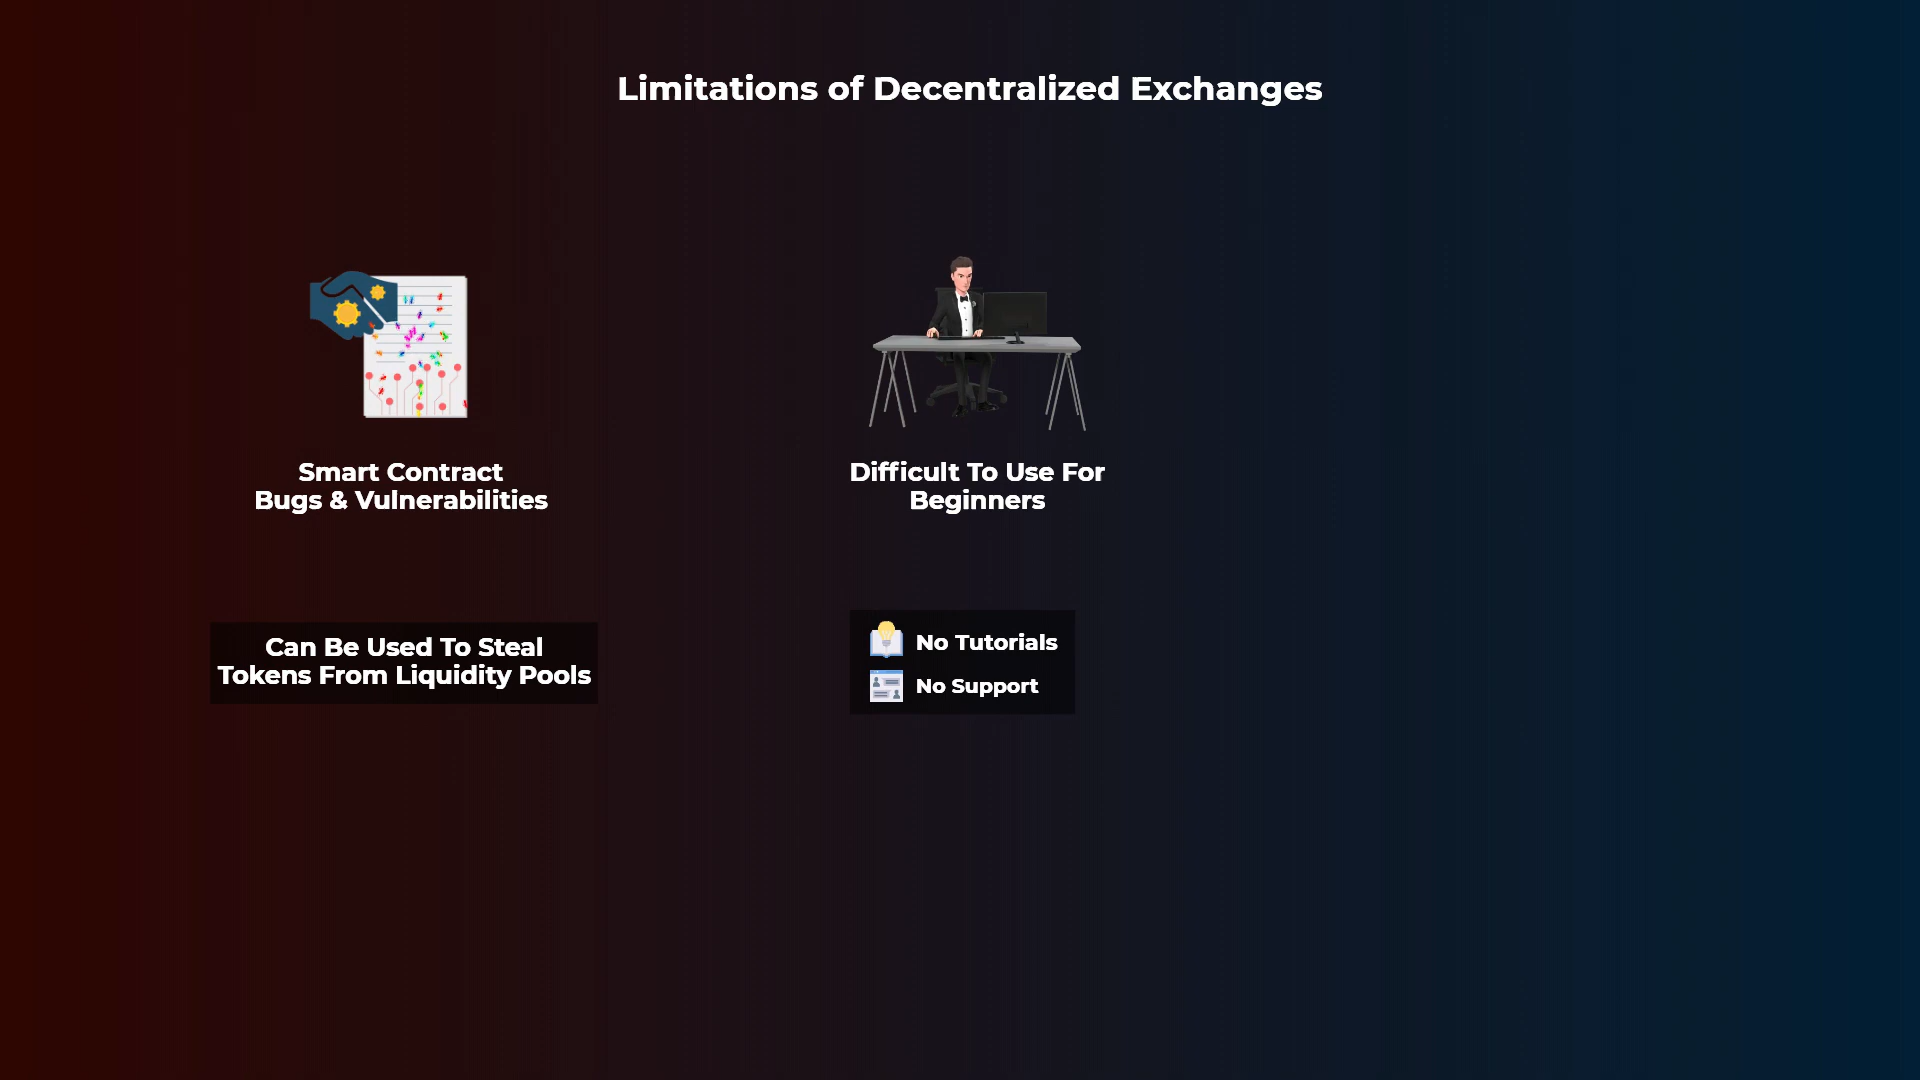 Limitations of Decentralized Exchanges
Smart Contract
Bugs & Vulnerabilities
Difficult To Use For
Beginners
Can Be Used To Steal
Tokens From Liquidity Pools
No Tutorials
No Support